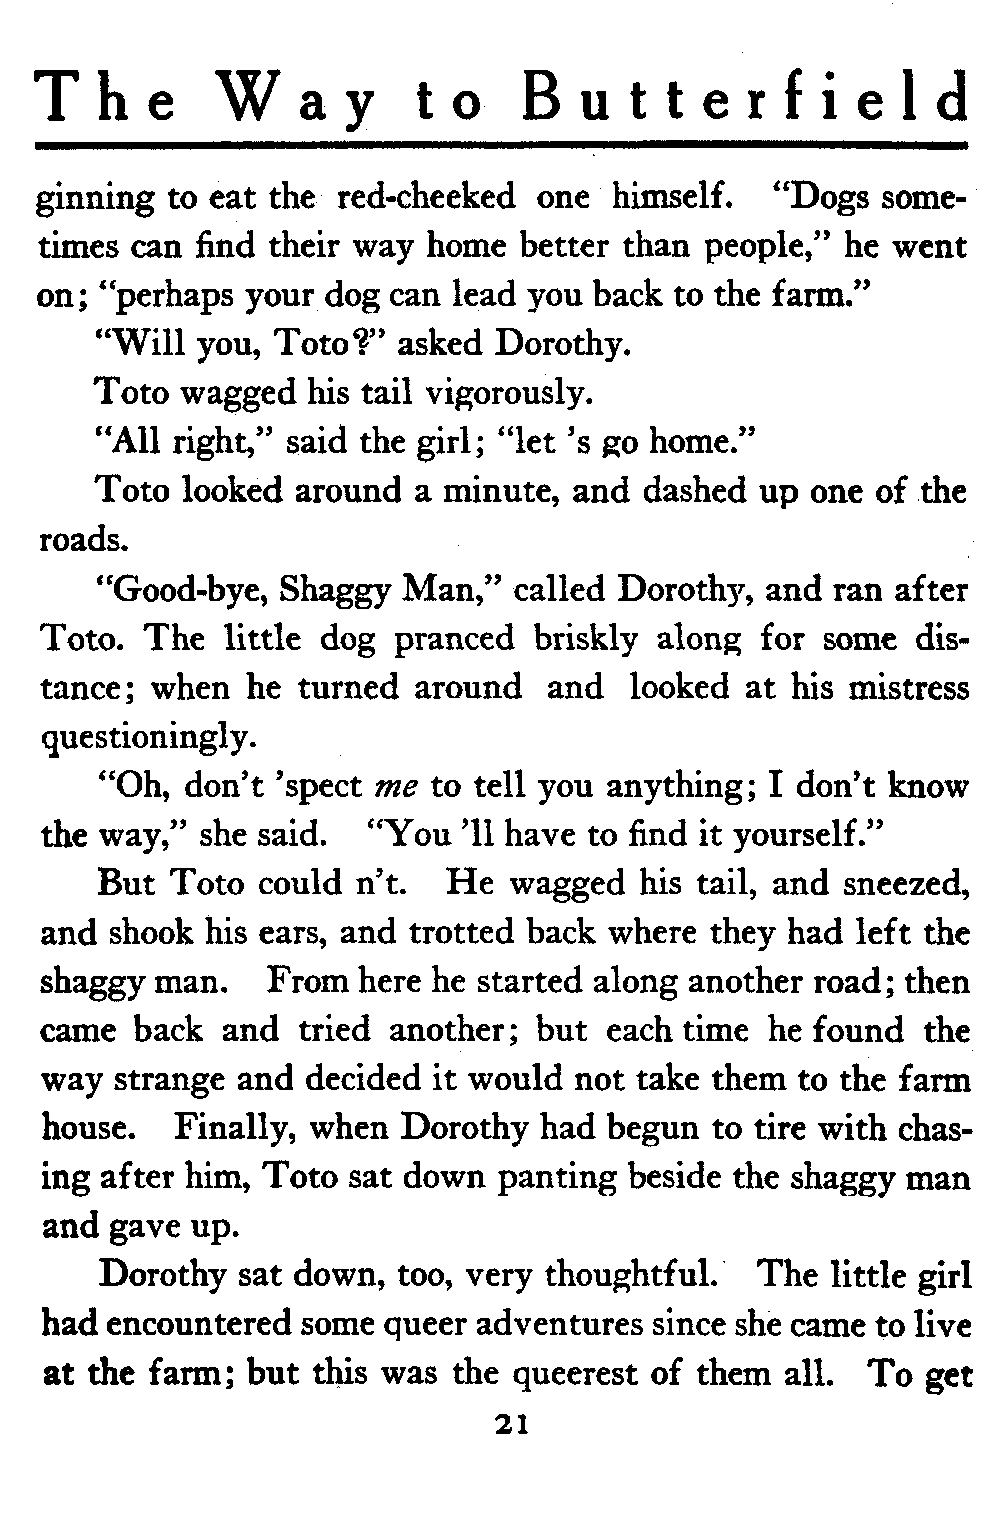 The Way to Butterfield
ginning to eat the red-cheeked one himself. “Dogs some-
times can find their way home better than people,” he went
on; “perhaps your dog can lead you back to the farm.”
“Will you, Toto?” asked Dorothy.
Toto wagged his tail vigorously.
“All right,” said the girl; “let ’s go home.”
Toto looked around a minute, and dashed up one of the
roads.
“Good-bye, Shaggy Man,” called Dorothy, and ran after
Toto. The little dog pranced briskly along for some dis-
tance; when he turned around and looked at his mistress
questioningly.
“Oh, don’t ’spect me to tell you anything; I don’t know
the way,” she said. “You ’ll have to find it yourself.”
But Toto could n’t. He wagged his tail, and sneezed,
and shook his ears, and trotted back where they had left the
shaggy man. From here he started along another road; then
came back and tried another; but each time he found the
way strange and decided it would not take them to the farm
house. Finally, when Dorothy had begun to tire with chas-
ing after him, Toto sat down panting beside the shaggy man
and gave up.
Dorothy sat down, too, very thoughtful. The little girl
had encountered some queer adventures since she came to live
at the farm; but this was the queerest of them all. To get
21